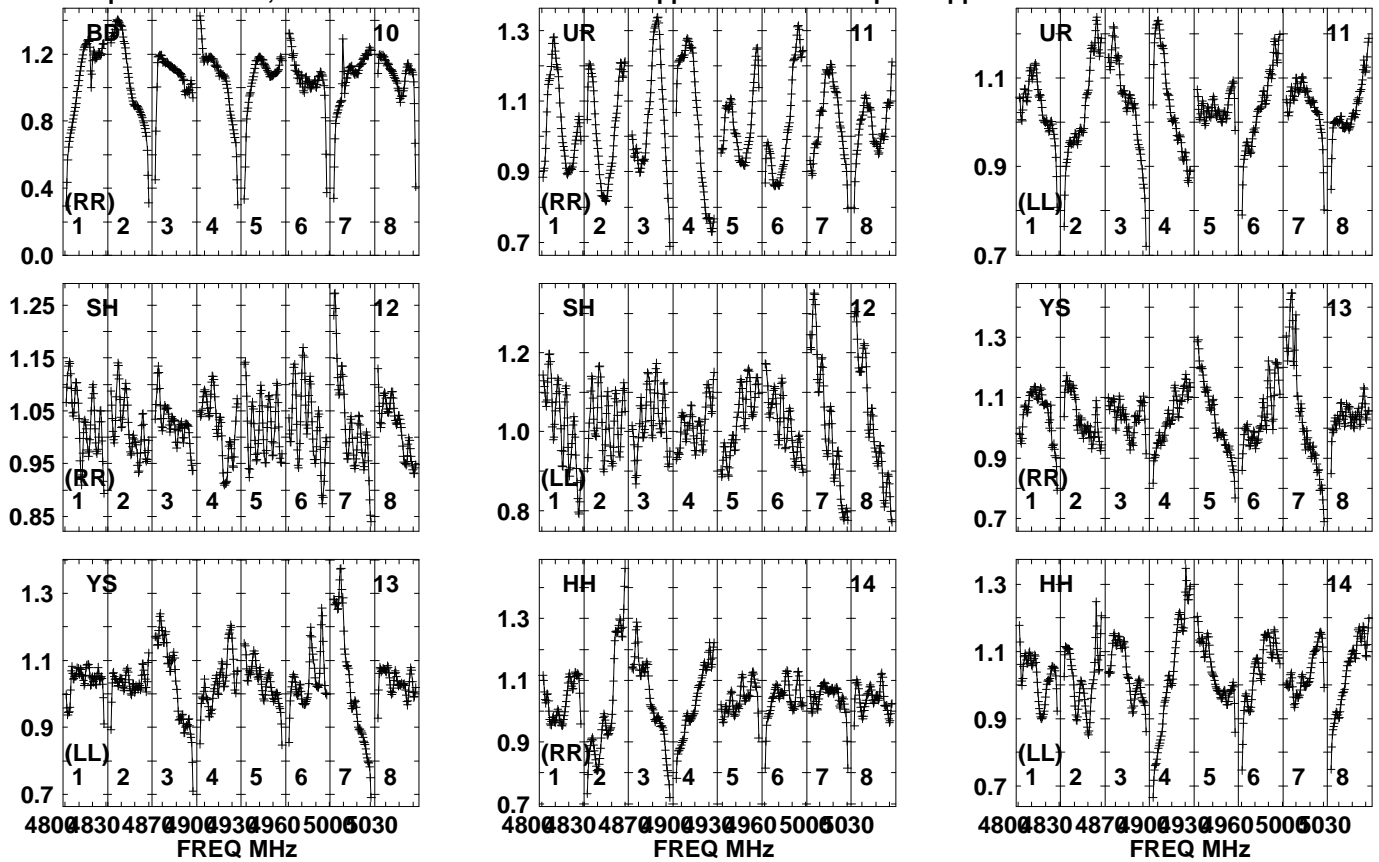 BD 10 UR 11 UR 11
1.2 1.3 1.1
0.8 1.1 0.9
0.4 0.9 0.7
0.0 0.7
(RR) 1 2 3 4 5 6 7 8
(RR) 1 2 3 4 5 6 7 8
(LL) 1 2 3 4 5 6 7 8
SH 12 SH 12 YS 13
1.25 1.2 1.3
1.15 1.0 1.1
1.05 0.8 0.9
0.95 0.7
0.85
(RR) 1 2 3 4 5 6 7 8
(LL) 1 2 3 4 5 6 7 8
(RR) 1 2 3 4 5 6 7 8
YS 13 HH 14 HH 14
1.3 1.3 1.3
1.1 1.1 1.1
0.9 0.9 0.9
0.7 0.7 0.7
(LL) 1 2 3 4 5 6 7 8
(RR) 1 2 3 4 5 6 7 8
(LL) 1 2 3 4 5 6 7 8
4800 4830 4870 4900 4930 4960 5000 5030
4800 4830 4870 4900 4930 4960 5000 5030
4800 4830 4870 4900 4930 4960 5000 5030
FREQ MHz FREQ MHz FREQ MHz